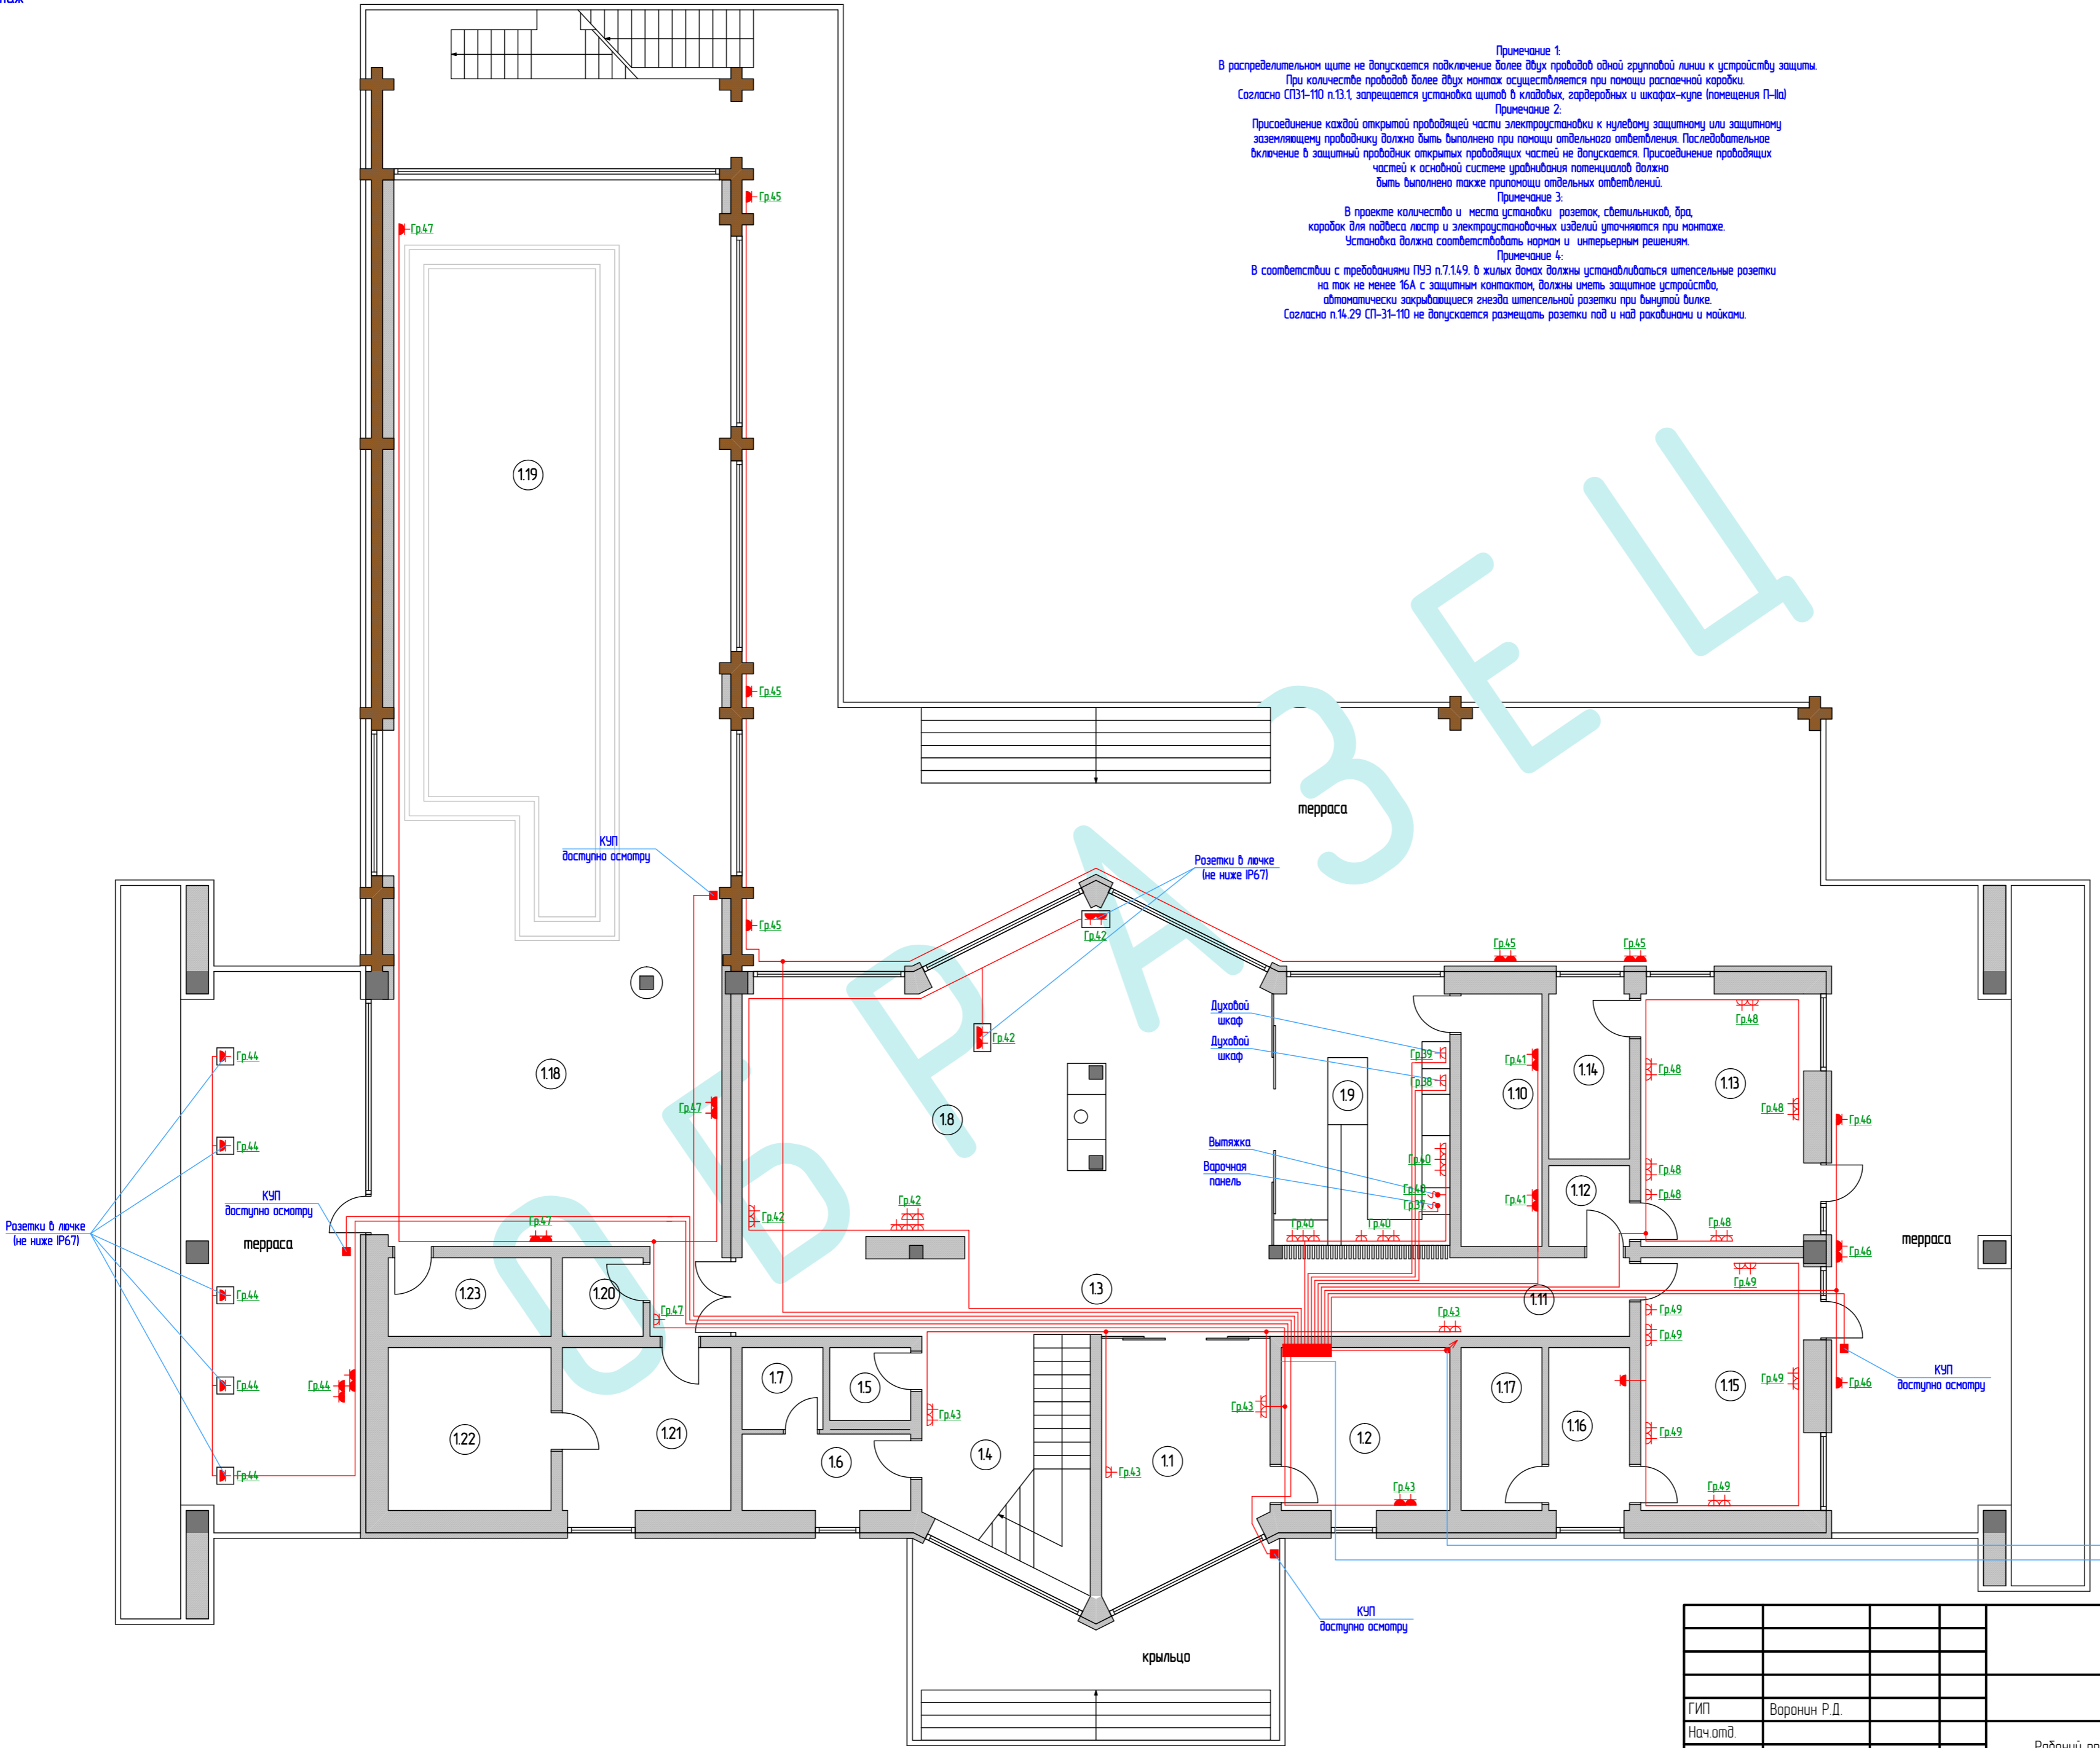 Примечание 1:
В распределительном щите не допускается подключение более двух проводов одной групповой линии к устройству защиты.
При количестве проводов более двух монтаж осуществляется при помощи распаечной коробки.
Согласно СП31-110 п.13.1, запрещается установка щитов в кладовых, гардеробных и шкафах-купе (помещения П-IIа)
Примечание 2:
Присоединение каждой открытой проводящей части электроустановки к нулевому защитному или защитному
заземляющему проводнику должно быть выполнено при помощи отдельного ответвления. Последовательное
включение в защитный проводник открытых проводящих частей не допускается. Присоединение проводящих
частей к основной системе уравнивания потенциалов должно
быть выполнено также припомощи отдельных ответвлений.
Примечание 3:
В проекте количество и места установки розеток, светильников, бра,
коробок для подвеса люстр и электроустановочных изделий уточняются при монтаже.
Установка должна соответствовать нормам и интерьерным решениям.
Примечание 4:
В соответствии с требованиями ПУЭ п.7.1.49. в жилых домах должны устанавливаться штепсельные розетки
на ток не менее 16А с защитным контактом, должны иметь защитное устройство,
автоматически закрывающиеся гнезда штепсельной розетки при вынутой вилке.
Согласно п.14.29 СП-31-110 не допускается размещать розетки под и над раковинами и мойками.
Гр.45
Гр.47
1.19
Гр.45
терраса
КУП
доступно осмотру
Розетки в лючке
(не ниже IP67)
Гр.45
Гр.42
Гр.45
Гр.45
Духовой
шкаф
Гр.48
Гр.42
Духовой
шкаф
Гр.39
Гр.41
Гр.44
1.18
Гр.38
1.14
Гр.48
1.13
1.9
1.10
Гр.47
1.8
Гр.48
Гр.46
Гр.44
Вытяжка
Гр.40
Варочная
панель
Гр.48
КУП
доступно осмотру
Гр.40
Гр.37
Гр.41
1.12
Гр.48
Гр.42
Гр.42
Розетки в лючке
(не ниже IP67)
терраса
Гр.47
Гр.40
Гр.40
Гр.48
терраса
Гр.46
Гр.49
Гр.44
1.23
1.20
1.3
1.11
Гр.47
Гр.43
Гр.49
Гр.49
КУП
доступно осмотру
Гр.44
Гр.44
1.7
1.5
1.17
Гр.49
1.15
Гр.46
Гр.43
Гр.43
1.22
1.21
1.4
1.2
1.16
Гр.49
1.6
1.1
Гр.43
Гр.44
Гр.43
Гр.49
КУП
доступно осмотру
крыльцо
ГИП Воронин Р.Д.
Нач.отд.
ОБРАЗЕЦ